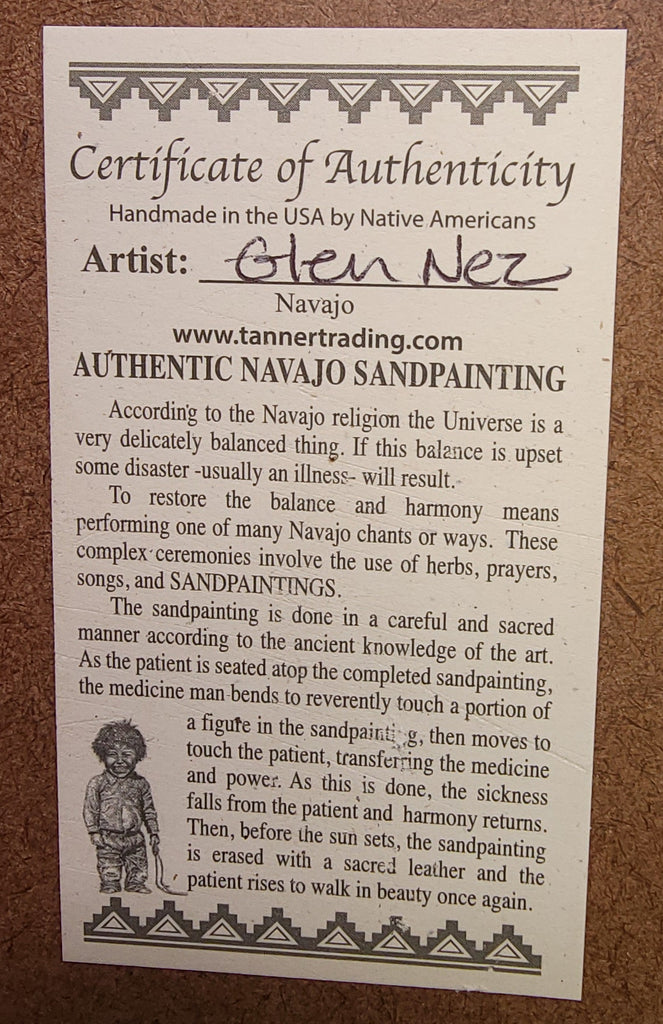 Certificate of Authenticity
Handmade in the USA by Native Americans
Artist: Glen Nez
Navajo
www.tannertrading.com
AUTHENTIC NAVAJO SANDPAINTING
According to the Navajo religion the Universe is a
very delicately balanced thing. If this balance is upset
some disaster -usually an illness- will result.
To restore the balance and harmony means
performing one of many Navajo chants or ways. These
complex ceremonies involve the use of herbs, prayers,
songs, and SANDPAINTINGS.
The sandpainting is done in a careful and sacred
manner according to the ancient knowledge of the art.
As the patient is seated atop the completed sandpainting,
the medicine man bends to reverently touch a portion of
a figure in the sandpainting, then moves to
touch the patient, transferring the medicine
and power. As this is done, the sickness
falls from the patient and harmony returns.
Then, before the sun sets, the sandpainting
is erased with a sacred leather and the
patient rises to walk in beauty once again.